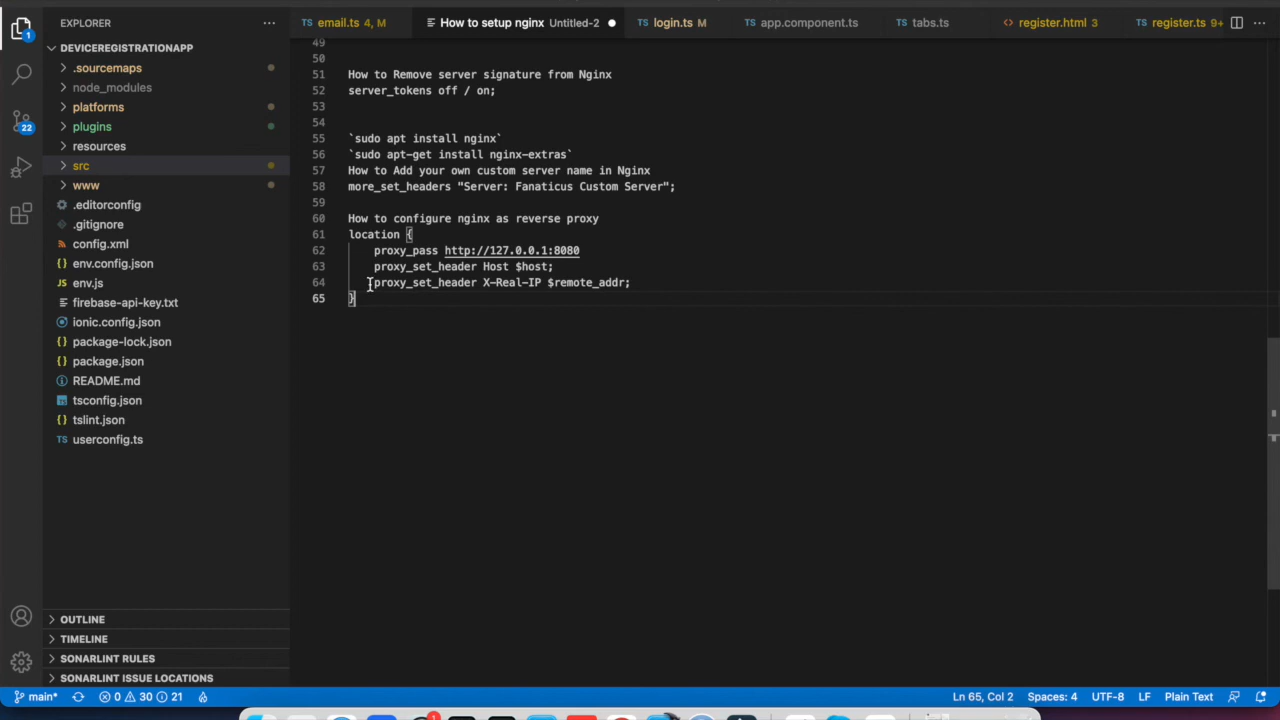 EXPLORER
email.ts 4, M
How to setup nginx Untitled-2
login.ts M
app.component.ts
tabs.ts
register.html 3
register.ts 9+
DEVICEREGISTRATIONAPP
.sourcemaps
node_modules
platforms
plugins
resources
src
www
.editorconfig
.gitignore
config.xml
env.config.json
env.js
firebase-api-key.txt
ionic.config.json
package-lock.json
package.json
README.md
tsconfig.json
tslint.json
userconfig.ts
OUTLINE
TIMELINE
SONARLINT RULES
SONARLINT ISSUE LOCATIONS
1
22
49
50
51 How to Remove server signature from Nginx
52 server_tokens off / on;
53
54
55 `sudo apt install nginx`
56 `sudo apt-get install nginx-extras`
57 How to Add your own custom server name in Nginx
58 more_set_headers "Server: Fanaticus Custom Server";
59
60 How to configure nginx as reverse proxy
61 location {
62 proxy_pass http://127.0.0.1:8080
63 proxy_set_header Host $host;
64 proxy_set_header X-Real-IP $remote_addr;
65 }
main* 0 30 21 Ln 65, Col 2 Spaces: 4 UTF-8 LF Plain Text